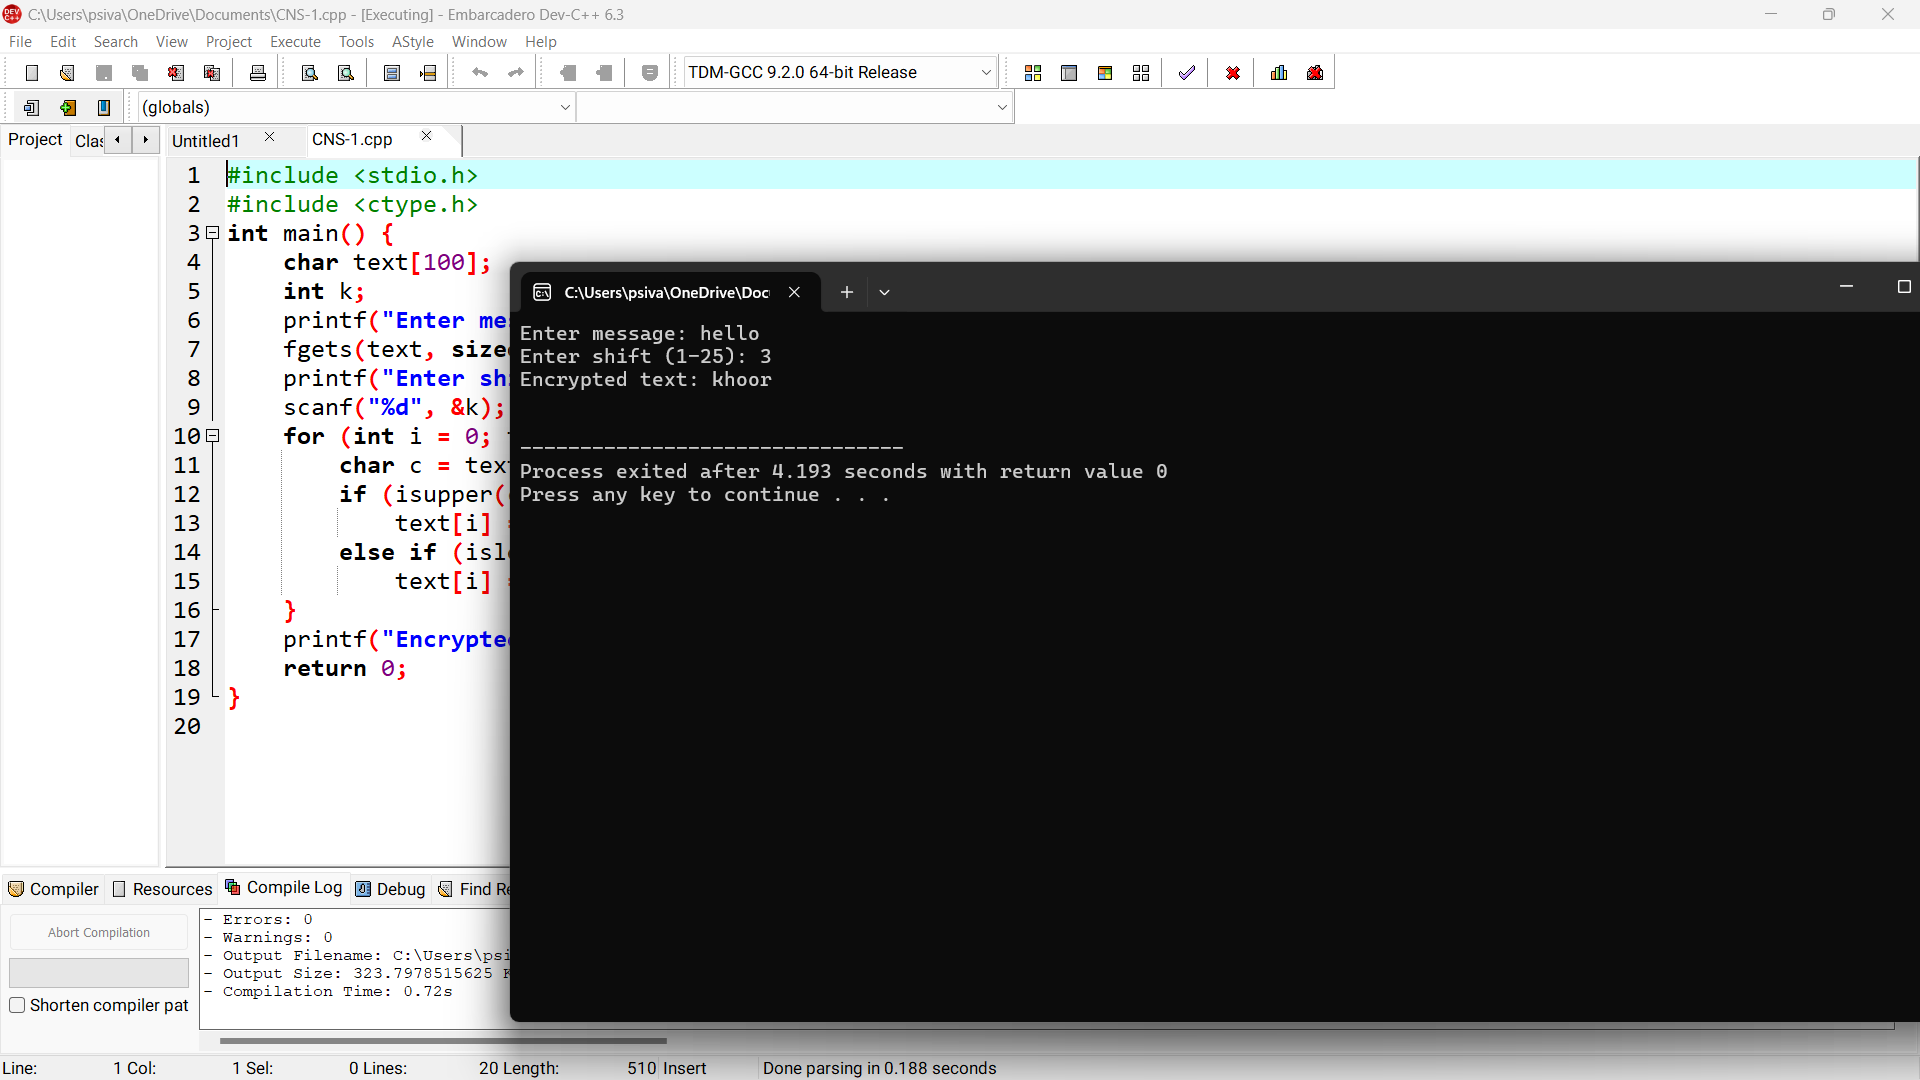 C:\Users\psiva\OneDrive\Documents\CNS-1.cpp - [Executing] - Embarcadero Dev-C++ 6.3
File Edit Search View Project Execute Tools AStyle Window Help
TDM-GCC 9.2.0 64-bit Release
(globals)
Project Clas Untitled1 CNS-1.cpp
1 #include <stdio.h>
2 #include <ctype.h>
3 int main() {
4 char text[100];
5 int k;
6 printf("Enter me
7 fgets(text, size
8 printf("Enter sh
9 scanf("%d", &k);
10 for (int i = 0;
11 char c = tex
12 if (isupper(
13 text[i]
14 else if (isl
15 text[i]
16 }
17 printf("Encrypte
18 return 0;
19 }
20
C:\Users\psiva\OneDrive\Doc
Enter message: hello
Enter shift (1-25): 3
Encrypted text: khoor
--------------------------------
Process exited after 4.193 seconds with return value 0
Press any key to continue . . .
Compiler Resources Compile Log Debug Find Re
Abort Compilation
Shorten compiler pat
- Errors: 0
- Warnings: 0
- Output Filename: C:\Users\psi
- Output Size: 323.7978515625 K
- Compilation Time: 0.72s
Line: 1 Col: 1 Sel: 0 Lines: 20 Length: 510 Insert Done parsing in 0.188 seconds